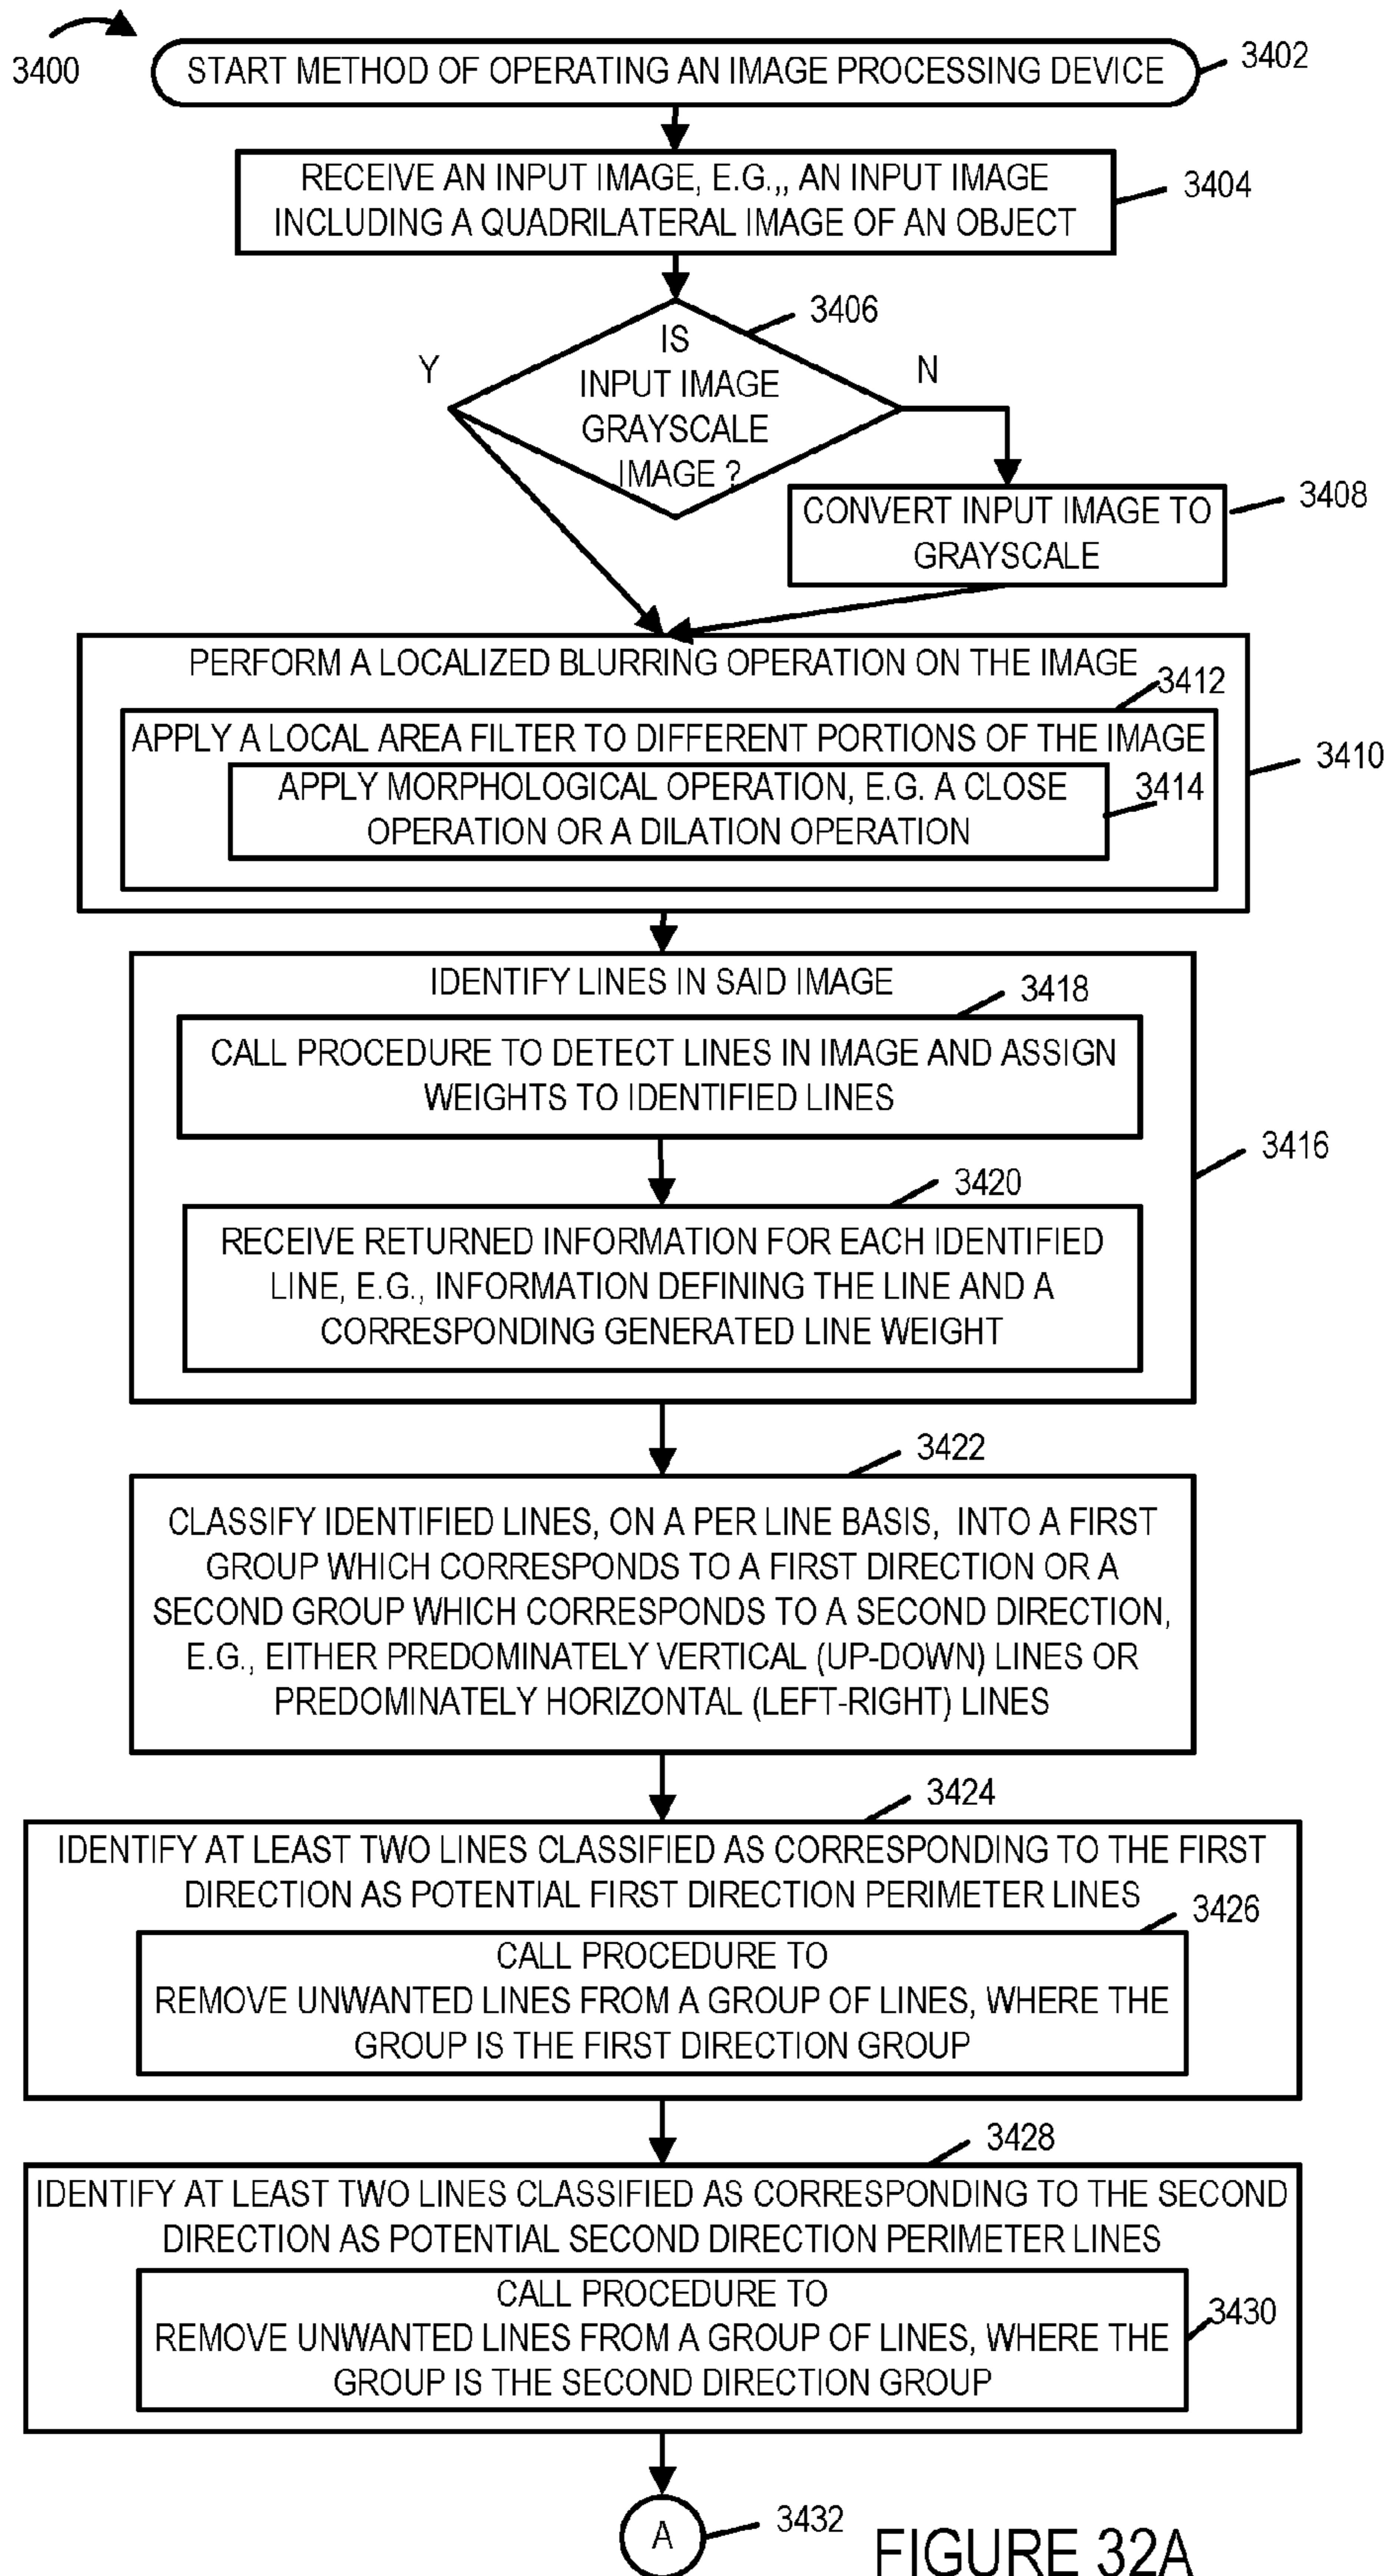 3400
START METHOD OF OPERATING AN IMAGE PROCESSING DEVICE
3402
RECEIVE AN INPUT IMAGE, E.G.,, AN INPUT IMAGE
INCLUDING A QUADRILATERAL IMAGE OF AN OBJECT
3404
3406
Y
N
IS
INPUT IMAGE
GRAYSCALE
IMAGE ?
CONVERT INPUT IMAGE TO
GRAYSCALE
3408
PERFORM A LOCALIZED BLURRING OPERATION ON THE IMAGE
3412
APPLY A LOCAL AREA FILTER TO DIFFERENT PORTIONS OF THE IMAGE
3410
APPLY MORPHOLOGICAL OPERATION, E.G. A CLOSE
OPERATION OR A DILATION OPERATION
3414
IDENTIFY LINES IN SAID IMAGE
3418
CALL PROCEDURE TO DETECT LINES IN IMAGE AND ASSIGN
WEIGHTS TO IDENTIFIED LINES
3416
3420
RECEIVE RETURNED INFORMATION FOR EACH IDENTIFIED
LINE, E.G., INFORMATION DEFINING THE LINE AND A
CORRESPONDING GENERATED LINE WEIGHT
3422
CLASSIFY IDENTIFIED LINES, ON A PER LINE BASIS, INTO A FIRST
GROUP WHICH CORRESPONDS TO A FIRST DIRECTION OR A
SECOND GROUP WHICH CORRESPONDS TO A SECOND DIRECTION,
E.G., EITHER PREDOMINATELY VERTICAL (UP-DOWN) LINES OR
PREDOMINATELY HORIZONTAL (LEFT-RIGHT) LINES
3424
IDENTIFY AT LEAST TWO LINES CLASSIFIED AS CORRESPONDING TO THE FIRST
DIRECTION AS POTENTIAL FIRST DIRECTION PERIMETER LINES
3426
CALL PROCEDURE TO
REMOVE UNWANTED LINES FROM A GROUP OF LINES, WHERE THE
GROUP IS THE FIRST DIRECTION GROUP
3428
IDENTIFY AT LEAST TWO LINES CLASSIFIED AS CORRESPONDING TO THE SECOND
DIRECTION AS POTENTIAL SECOND DIRECTION PERIMETER LINES
CALL PROCEDURE TO
REMOVE UNWANTED LINES FROM A GROUP OF LINES, WHERE THE
GROUP IS THE SECOND DIRECTION GROUP
3430
A
3432
FIGURE 32A